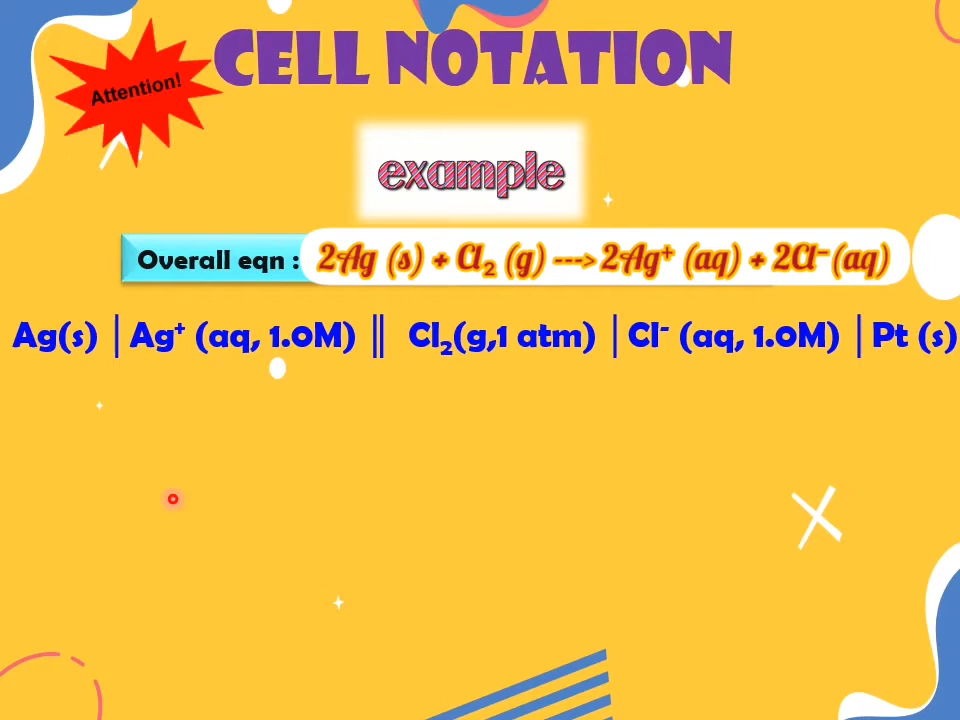 CELL NOTATION
Attention!
example
Overall eqn : 2Ag (s) + Cl₂ (g) ---> 2Ag⁺ (aq) + 2Cl⁻(aq)
Ag(s) │Ag⁺ (aq, 1.0M) ║ Cl₂(g,1 atm) │Cl⁻ (aq, 1.0M) │Pt (s)